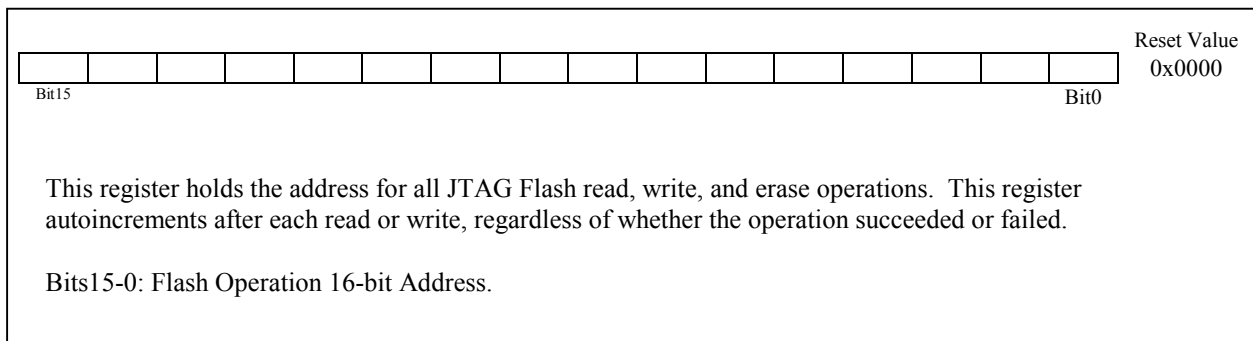 Reset Value
0x0000
Bit15
Bit0
This register holds the address for all JTAG Flash read, write, and erase operations.  This register
autoincrements after each read or write, regardless of whether the operation succeeded or failed.
Bits15-0: Flash Operation 16-bit Address.